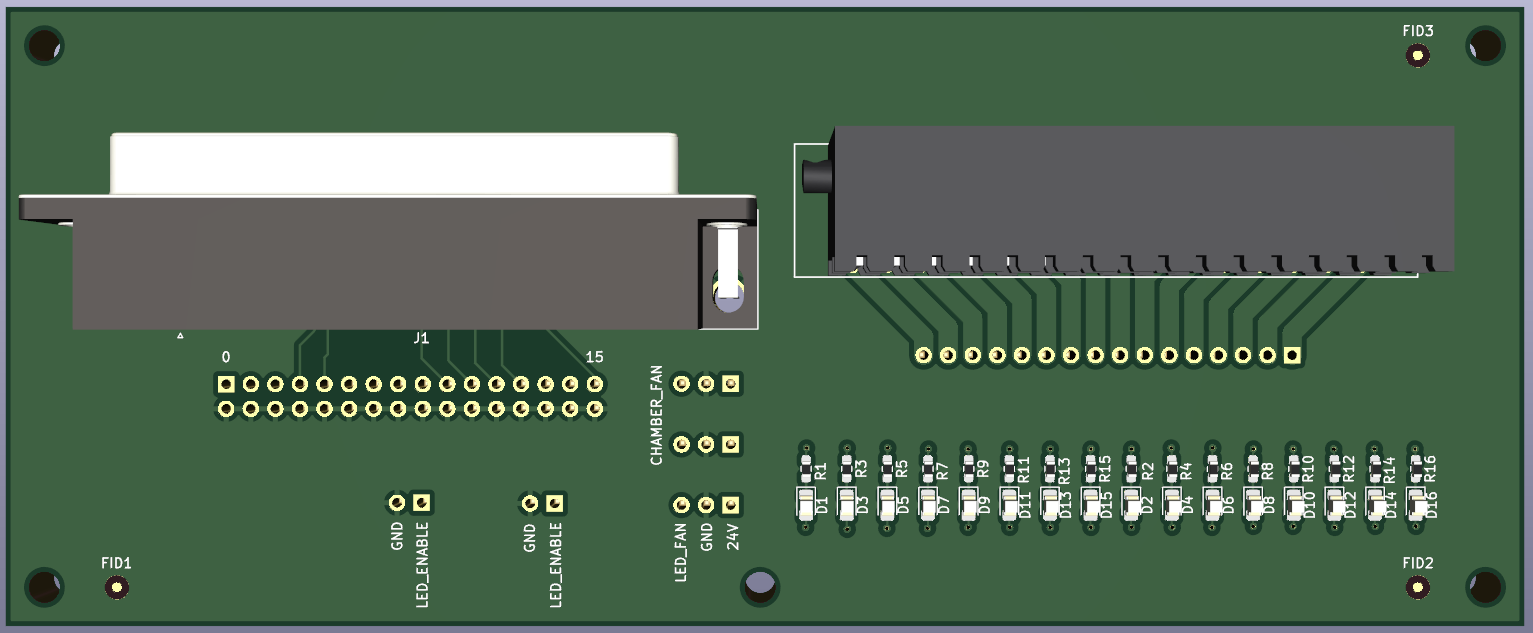 FID3
J1
0
15
CHAMBER_FAN
R1
R3
R5
R7
R9
R11
R13
R15
R2
R4
R6
R8
R10
R12
R14
R16
D1
D3
D5
D7
D9
D11
D13
D15
D2
D4
D6
D8
D10
D12
D14
D16
GND
LED_ENABLE
GND
LED_ENABLE
LED_FAN
GND
24V
FID1
FID2